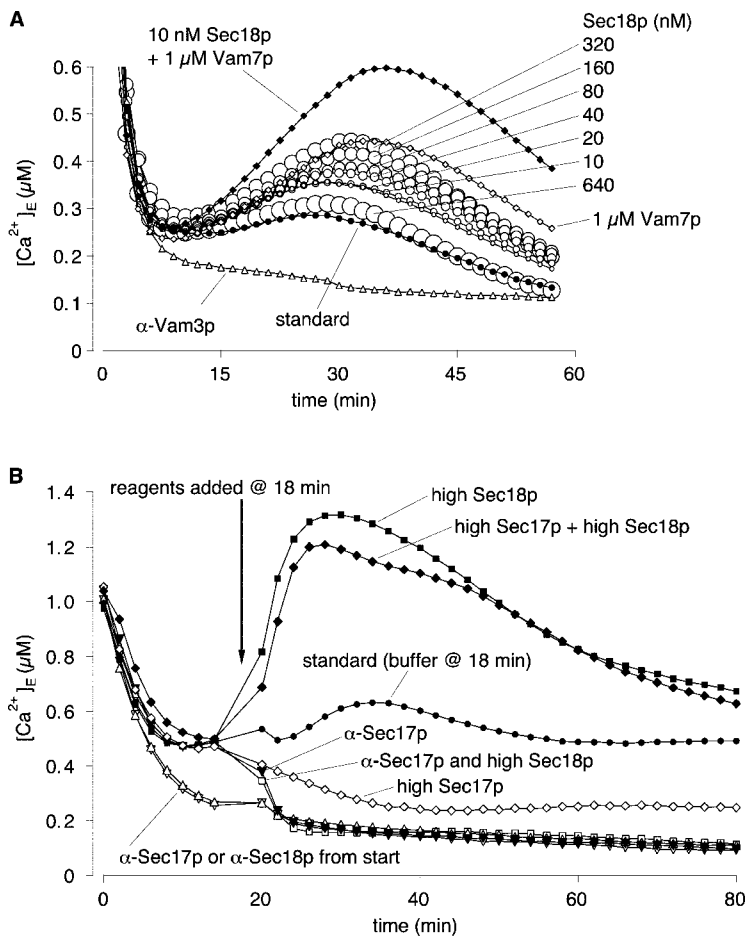 A
10 nM Sec18p
+ 1 µM Vam7p
Sec18p (nM)
320
160
80
40
20
10
640
1 µM Vam7p
0.6
0.5
0.4
0.3
0.2
0.1
0
[Ca2+]E (µM)
α-Vam3p
standard
0 15 30 45 60
time (min)
B
reagents added @ 18 min
high Sec18p
high Sec17p + high Sec18p
standard (buffer @ 18 min)
α-Sec17p
α-Sec17p and high Sec18p
high Sec17p
α-Sec17p or α-Sec18p from start
1.4
1.2
1.0
0.8
0.6
0.4
0.2
0
[Ca2+]E (µM)
0 20 40 60 80
time (min)